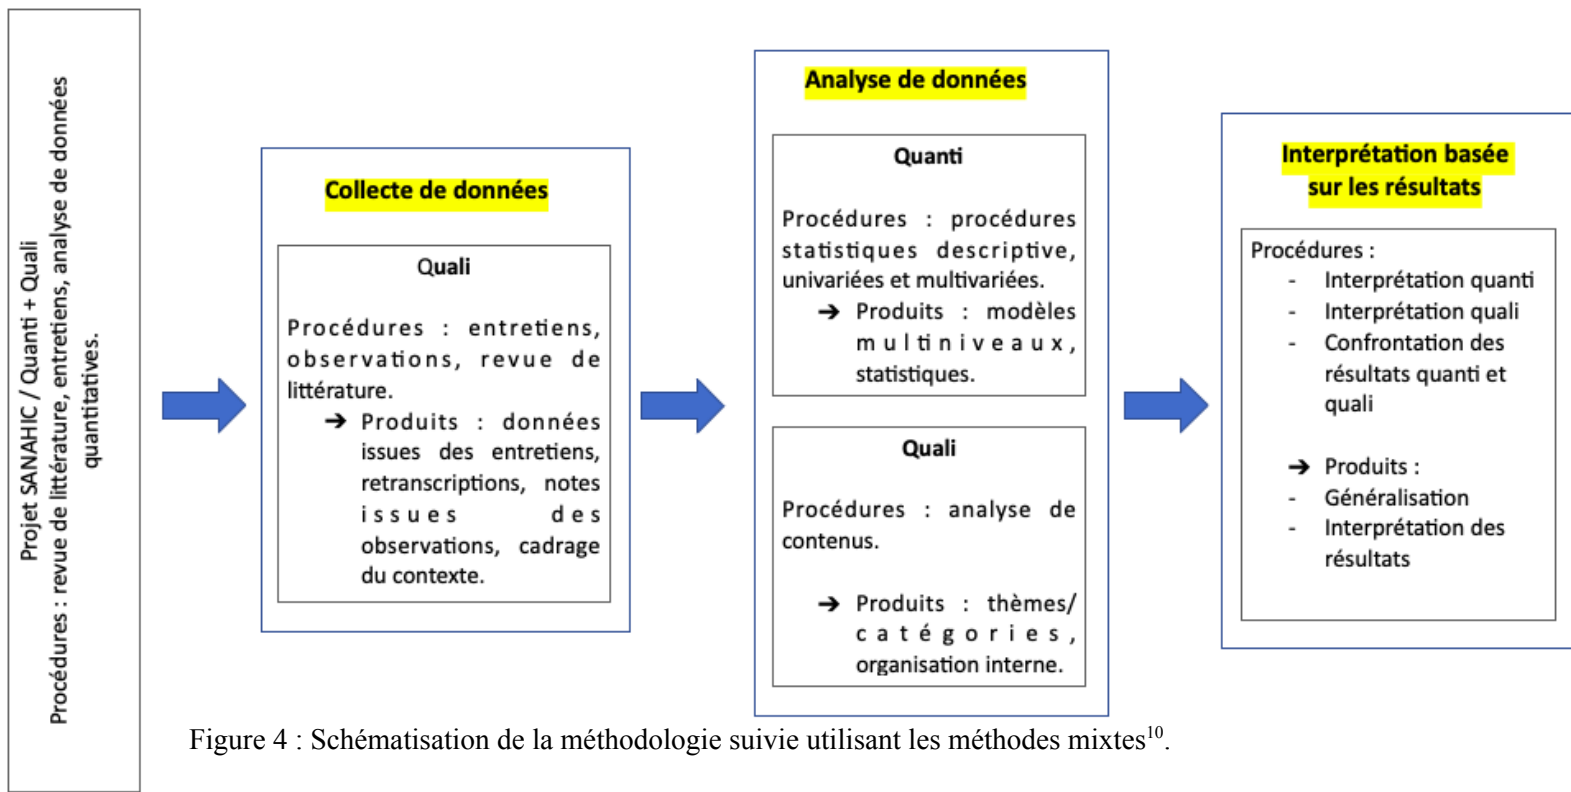 Projet SANAHIC / Quanti + Quali
Procédures : revue de littérature, entretiens, analyse de données
quantitatives.
Collecte de données
Quali
Procédures : entretiens,
observations, revue de
littérature.
➔ Produits : données
issues des entretiens,
retranscriptions, notes
issues des
observations, cadrage
du contexte.
Analyse de données
Quanti
Procédures : procédures
statistiques descriptive,
univariées et multivariées.
➔ Produits : modèles
multiniveaux,
statistiques.
Quali
Procédures : analyse de
contenus.
➔ Produits : thèmes/
catégories,
organisation interne.
Interprétation basée
sur les résultats
Procédures :
- Interprétation quanti
- Interprétation quali
- Confrontation des
résultats quanti et
quali
➔ Produits :
- Généralisation
- Interprétation des
résultats
Figure 4 : Schématisation de la méthodologie suivie utilisant les méthodes mixtes¹⁰.